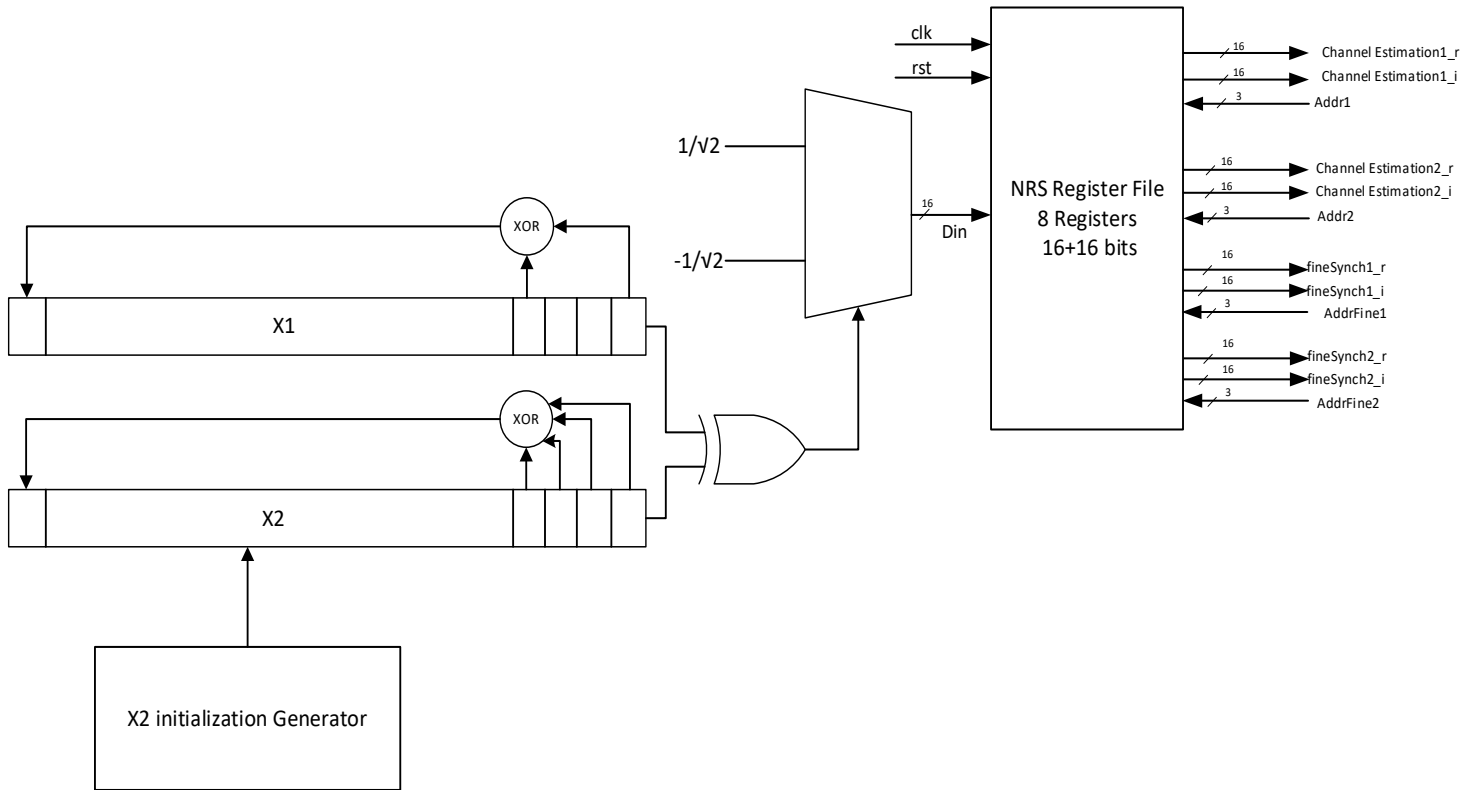 clk
rst
16
Channel Estimation1_r
16
Channel Estimation1_i
3
Addr1
1/√2
16
Channel Estimation2_r
16
Channel Estimation2_i
3
Addr2
NRS Register File
8 Registers
16+16 bits
16
Din
-1/√2
XOR
16
fineSynch1_r
16
fineSynch1_i
3
AddrFine1
X1
16
fineSynch2_r
16
fineSynch2_i
3
AddrFine2
XOR
X2
X2 initialization Generator